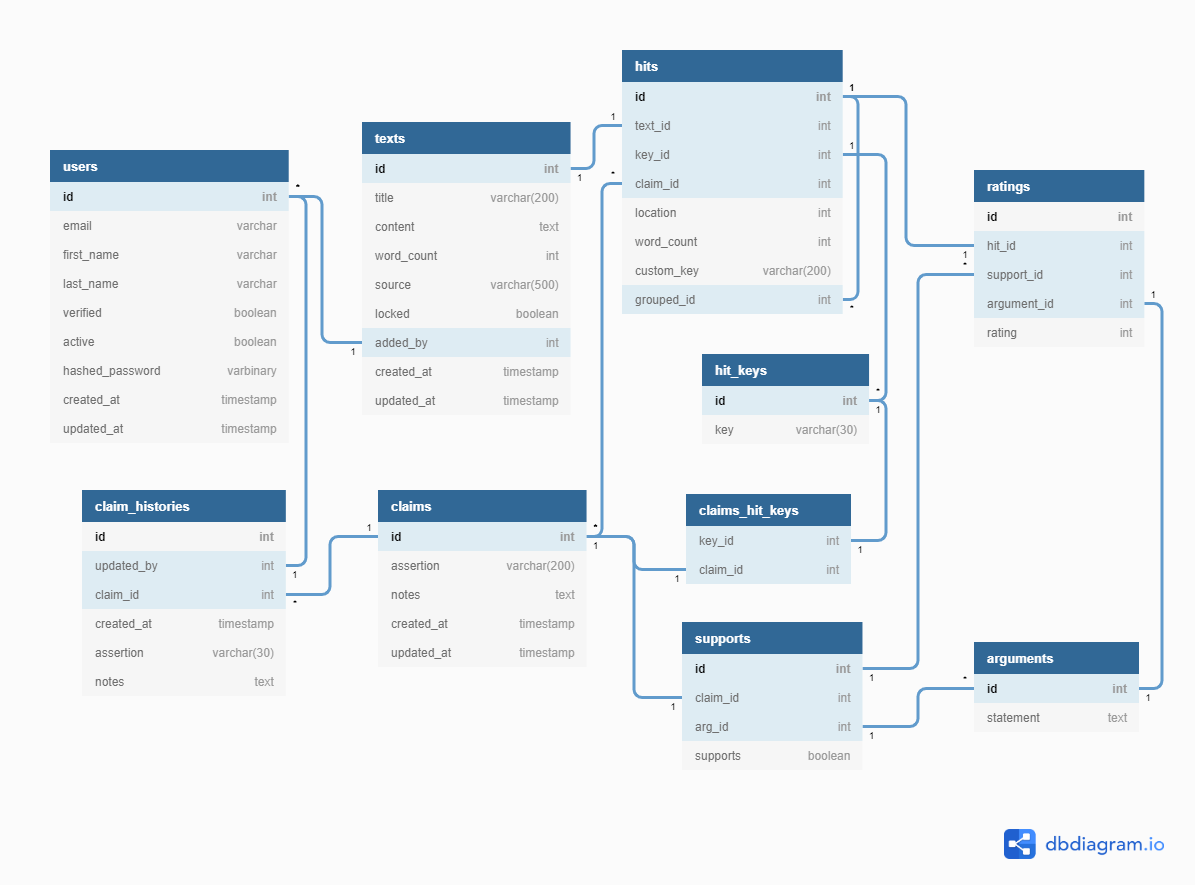 users
id int
email varchar
first_name varchar
last_name varchar
verified boolean
active boolean
hashed_password varbinary
created_at timestamp
updated_at timestamp
texts
id int
title varchar(200)
content text
word_count int
source varchar(500)
locked boolean
added_by int
created_at timestamp
updated_at timestamp
hits
id int
text_id int
key_id int
claim_id int
location int
word_count int
custom_key varchar(200)
grouped_id int
ratings
id int
hit_id int
support_id int
argument_id int
rating int
hit_keys
id int
key varchar(30)
claim_histories
id int
updated_by int
claim_id int
created_at timestamp
assertion varchar(30)
notes text
claims
id int
assertion varchar(200)
notes text
created_at timestamp
updated_at timestamp
claims_hit_keys
key_id int
claim_id int
supports
id int
claim_id int
arg_id int
supports boolean
arguments
id int
statement text
*
1
1
*
1
1
1
*
1
1
*
1
*
*
1
1
*
1
1
1
1
1
*
1
1
dbdiagram.io